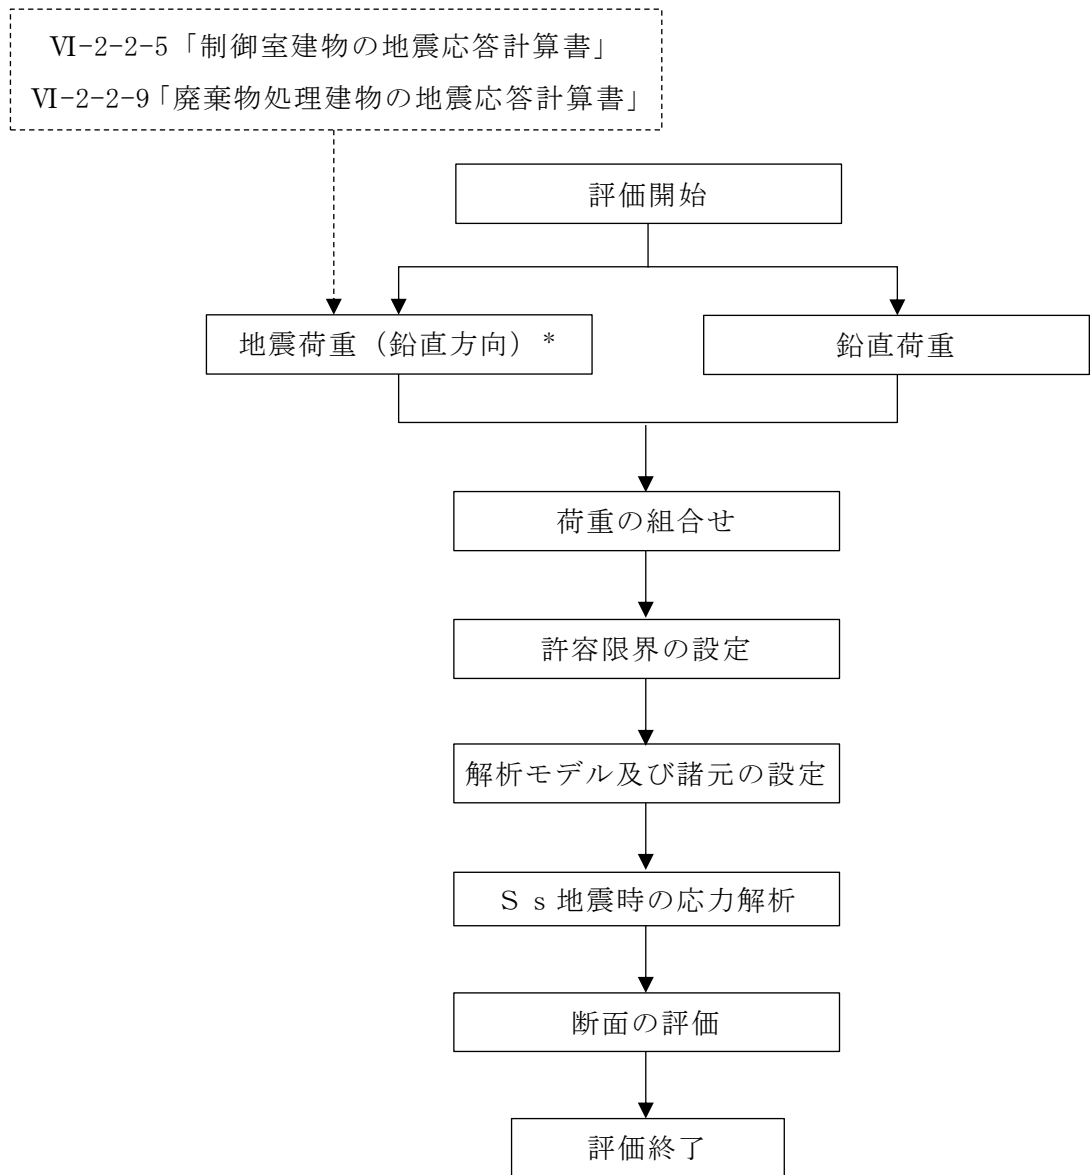 Ⅵ-2-2-5「制御室建物の地震応答計算書」
Ⅵ-2-2-9「廃棄物処理建物の地震応答計算書」
評価開始
地震荷重（鉛直方向）*
鉛直荷重
荷重の組合せ
許容限界の設定
解析モデル及び諸元の設定
Ｓｓ地震時の応力解析
断面の評価
評価終了